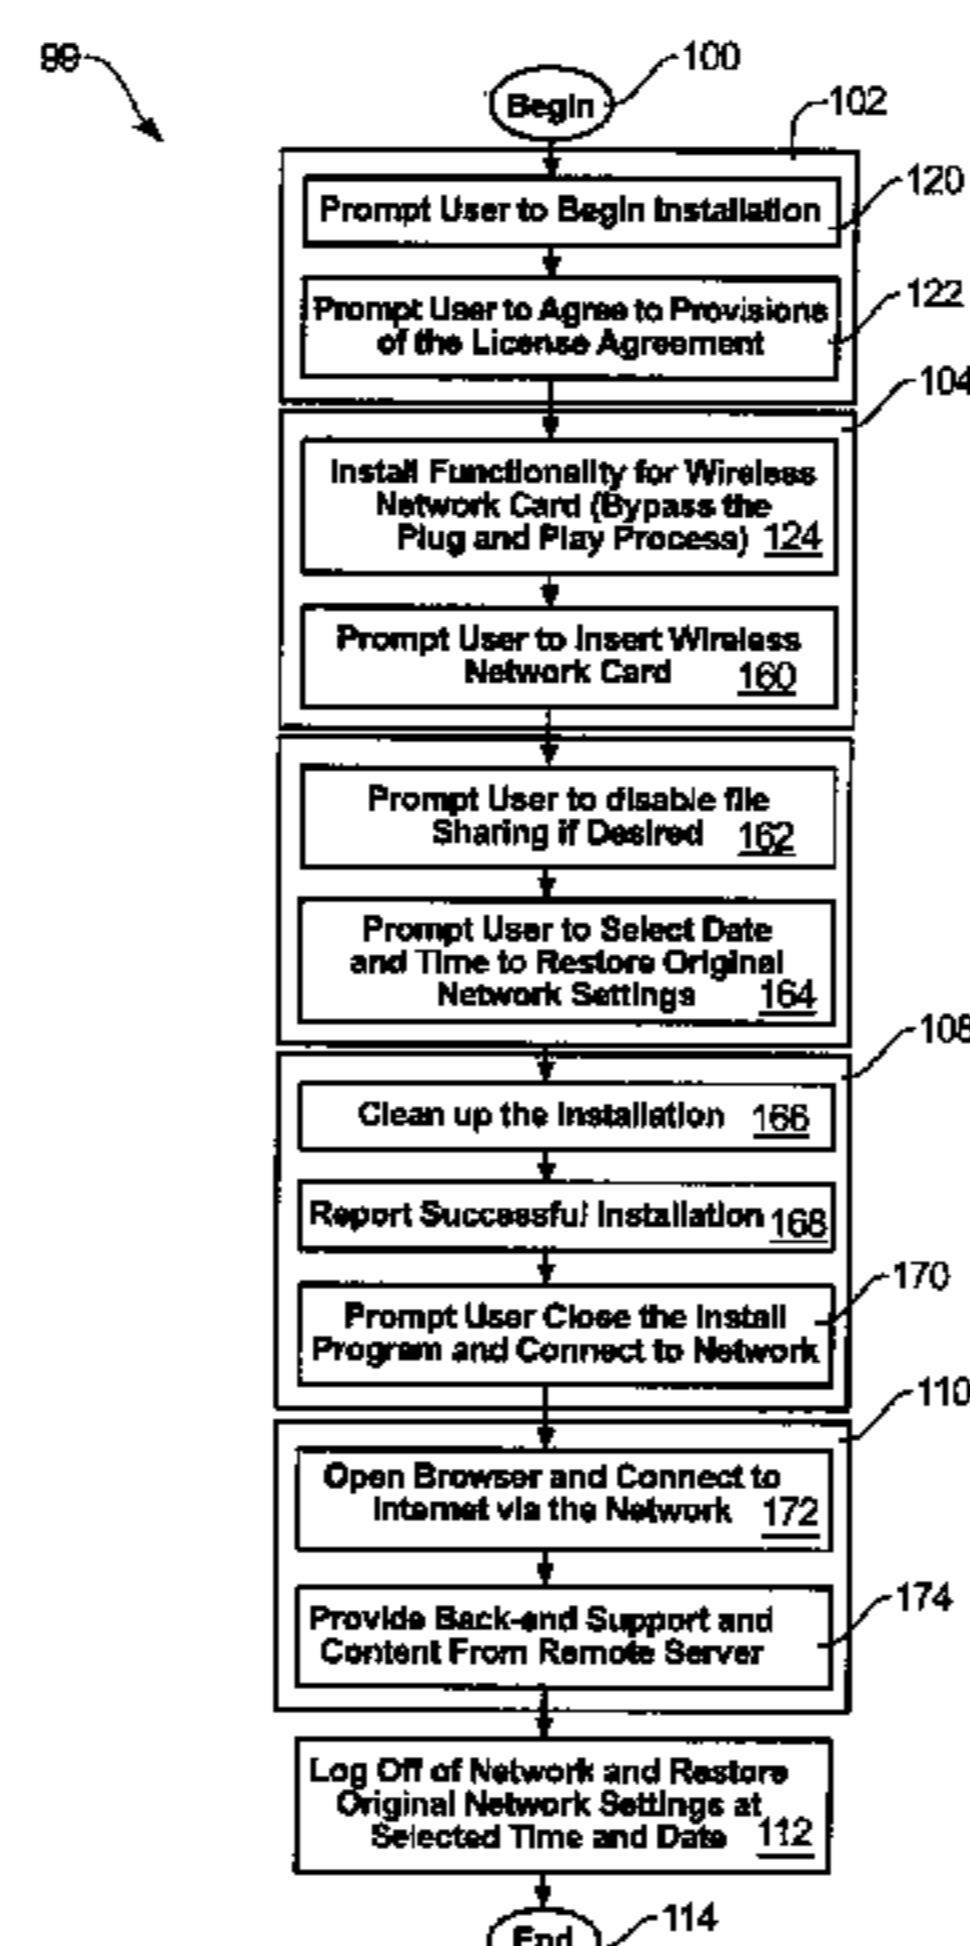 99
100
Begin
102
Prompt User to Begin Installation
120
Prompt User to Agree to Provisions
of the License Agreement
122
104
Install Functionality for Wireless
Network Card (Bypass the
Plug and Play Process) 124
Prompt User to Insert Wireless
Network Card 160
Prompt User to disable file
Sharing if Desired 162
Prompt User to Select Date
and Time to Restore Original
Network Settings 164
108
Clean up the Installation 166
Report Successful Installation 168
170
Prompt User Close the Install
Program and Connect to Network
110
Open Browser and Connect to
Internet via the Network 172
174
Provide Back-end Support and
Content From Remote Server
Log Off of Network and Restore
Original Network Settings at
Selected Time and Date 112
114
End